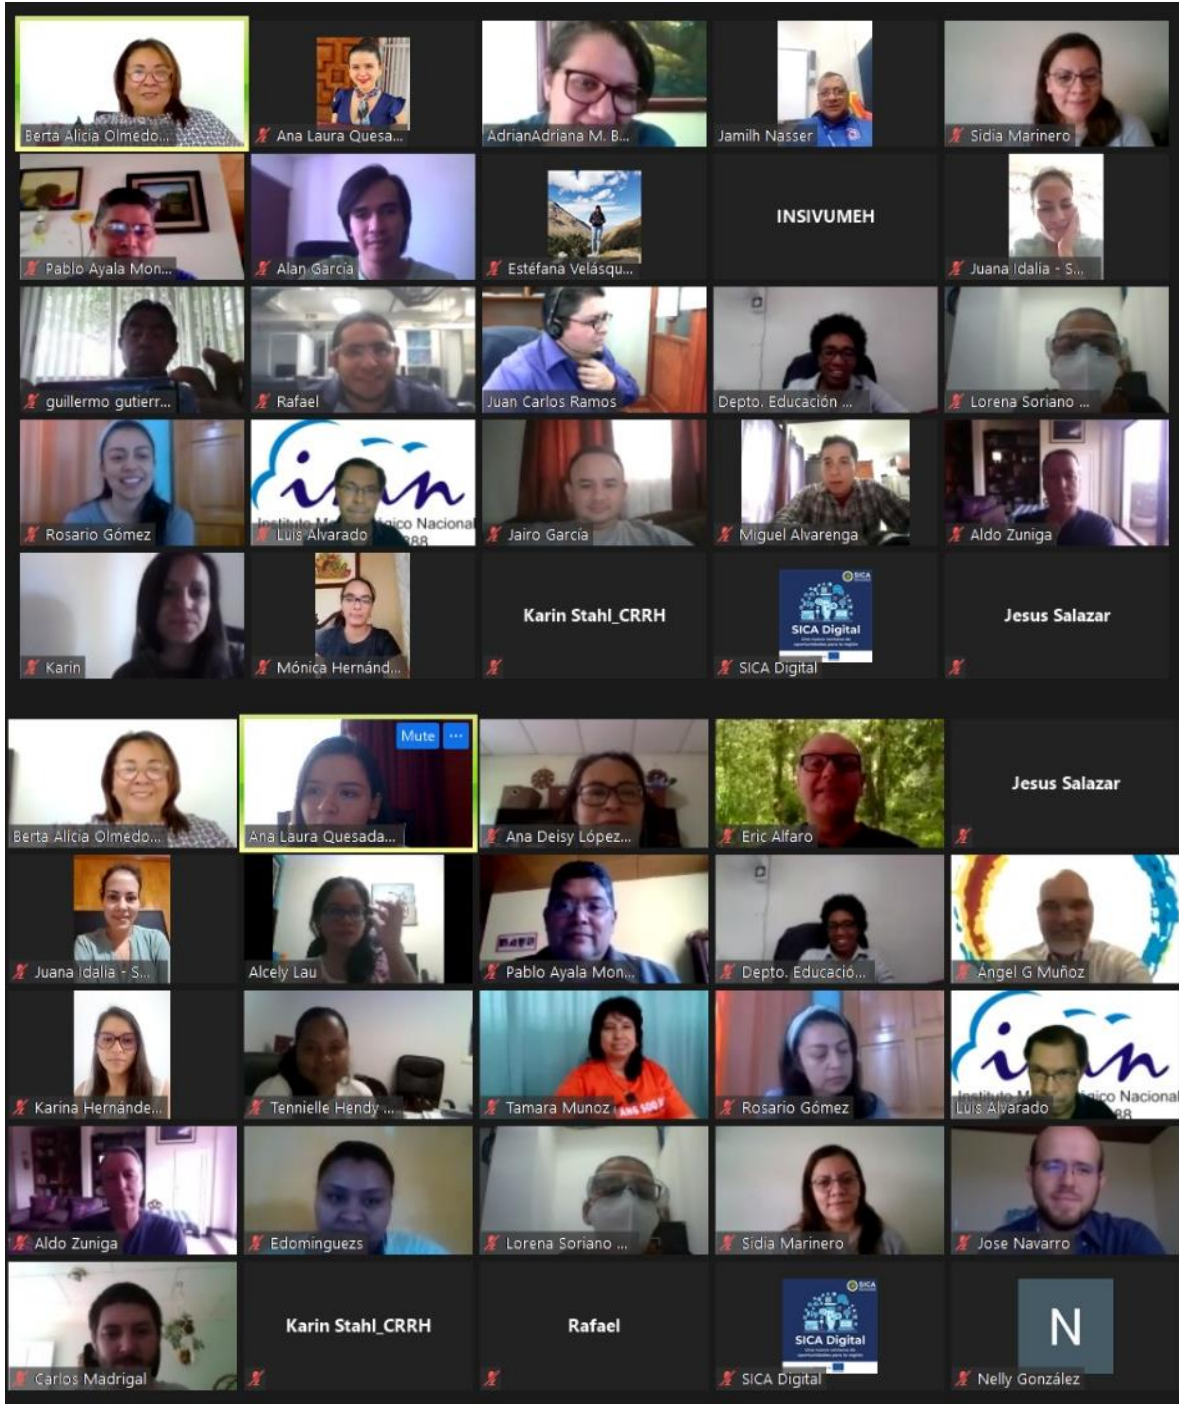 Berta Alicia Olmedo...
Ana Laura Quesa...
AdrianAdriana M. B...
Jamilh Nasser
Sidia Marinero
Pablo Ayala Mon...
Alan García
Estéfana Velásqu...
INSIVUMEH
Juana Idalia - S...
guillermo gutierr...
Rafael
Juan Carlos Ramos
Depto. Educación ...
Lorena Soriano ...
Rosario Gómez
Luis Alvarado
Jairo García
Miguel Alvarenga
Aldo Zuniga
Karin
Mónica Hernánd...
Karin Stahl_CRRH
SICA
SICA Digital
SICA Digital
Jesus Salazar
Berta Alicia Olmedo...
Mute
Ana Laura Quesada...
Ana Deisy López...
Eric Alfaro
Jesus Salazar
Juana Idalia - S...
Alcely Lau
Pablo Ayala Mon...
Depto. Educació...
Ángel G Muñoz
Karina Hernánde...
Tennielle Hendy ...
Tamara Munoz
Rosario Gómez
Luis Alvarado
Aldo Zuniga
Edominguezs
Lorena Soriano ...
Sidia Marinero
Jose Navarro
Carlos Madrigal
Karin Stahl_CRRH
Rafael
SICA
SICA Digital
SICA Digital
N
Nelly González